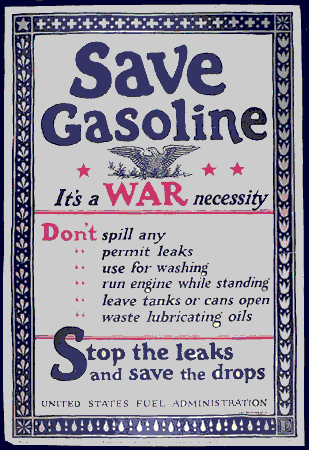 Save
Gasoline
It's a WAR necessity
Don't spill any
" permit leaks
" use for washing
" run engine while standing
" leave tanks or cans open
" waste lubricating oils
Stop the leaks
and save the drops
UNITED STATES FUEL ADMINISTRATION